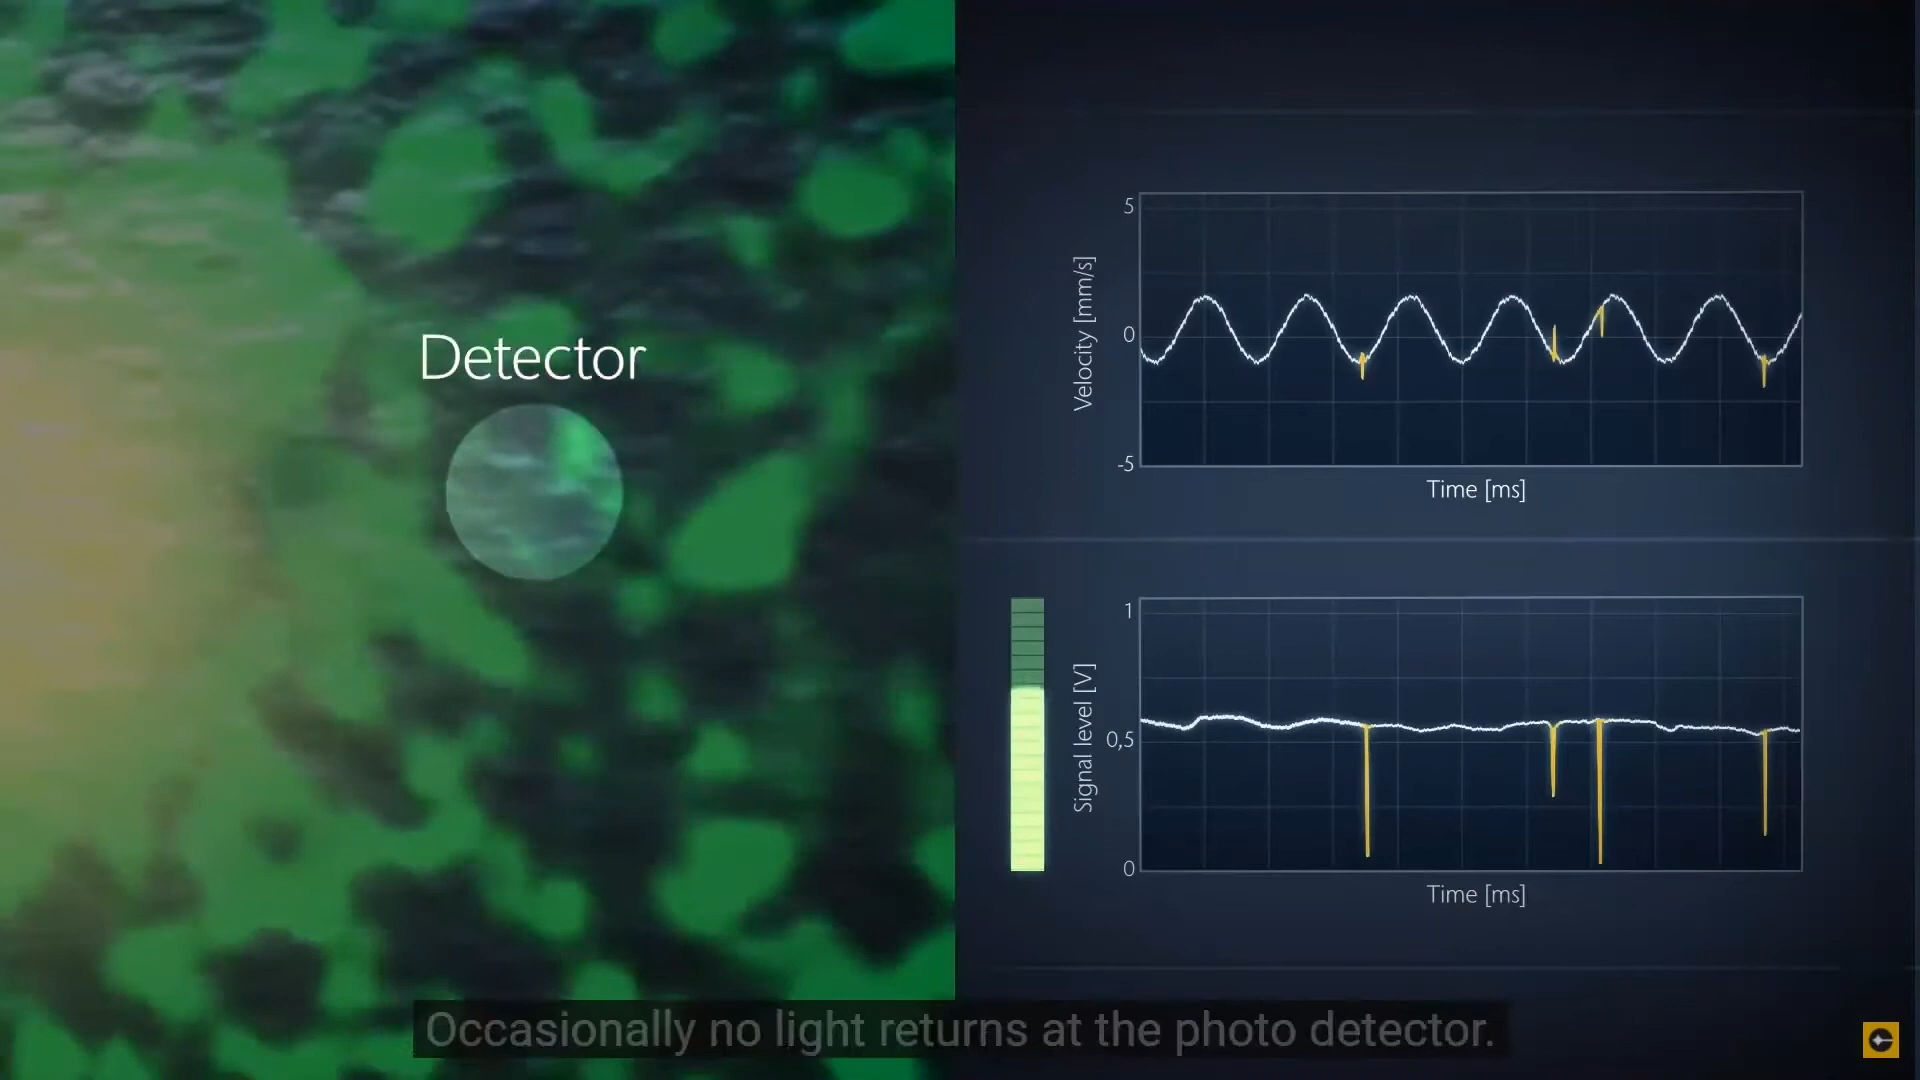 Detector
5
0
-5
Velocity [mm/s]
Time [ms]
1
0,5
0
Signal level [V]
Time [ms]
Occasionally no light returns at the photo detector.